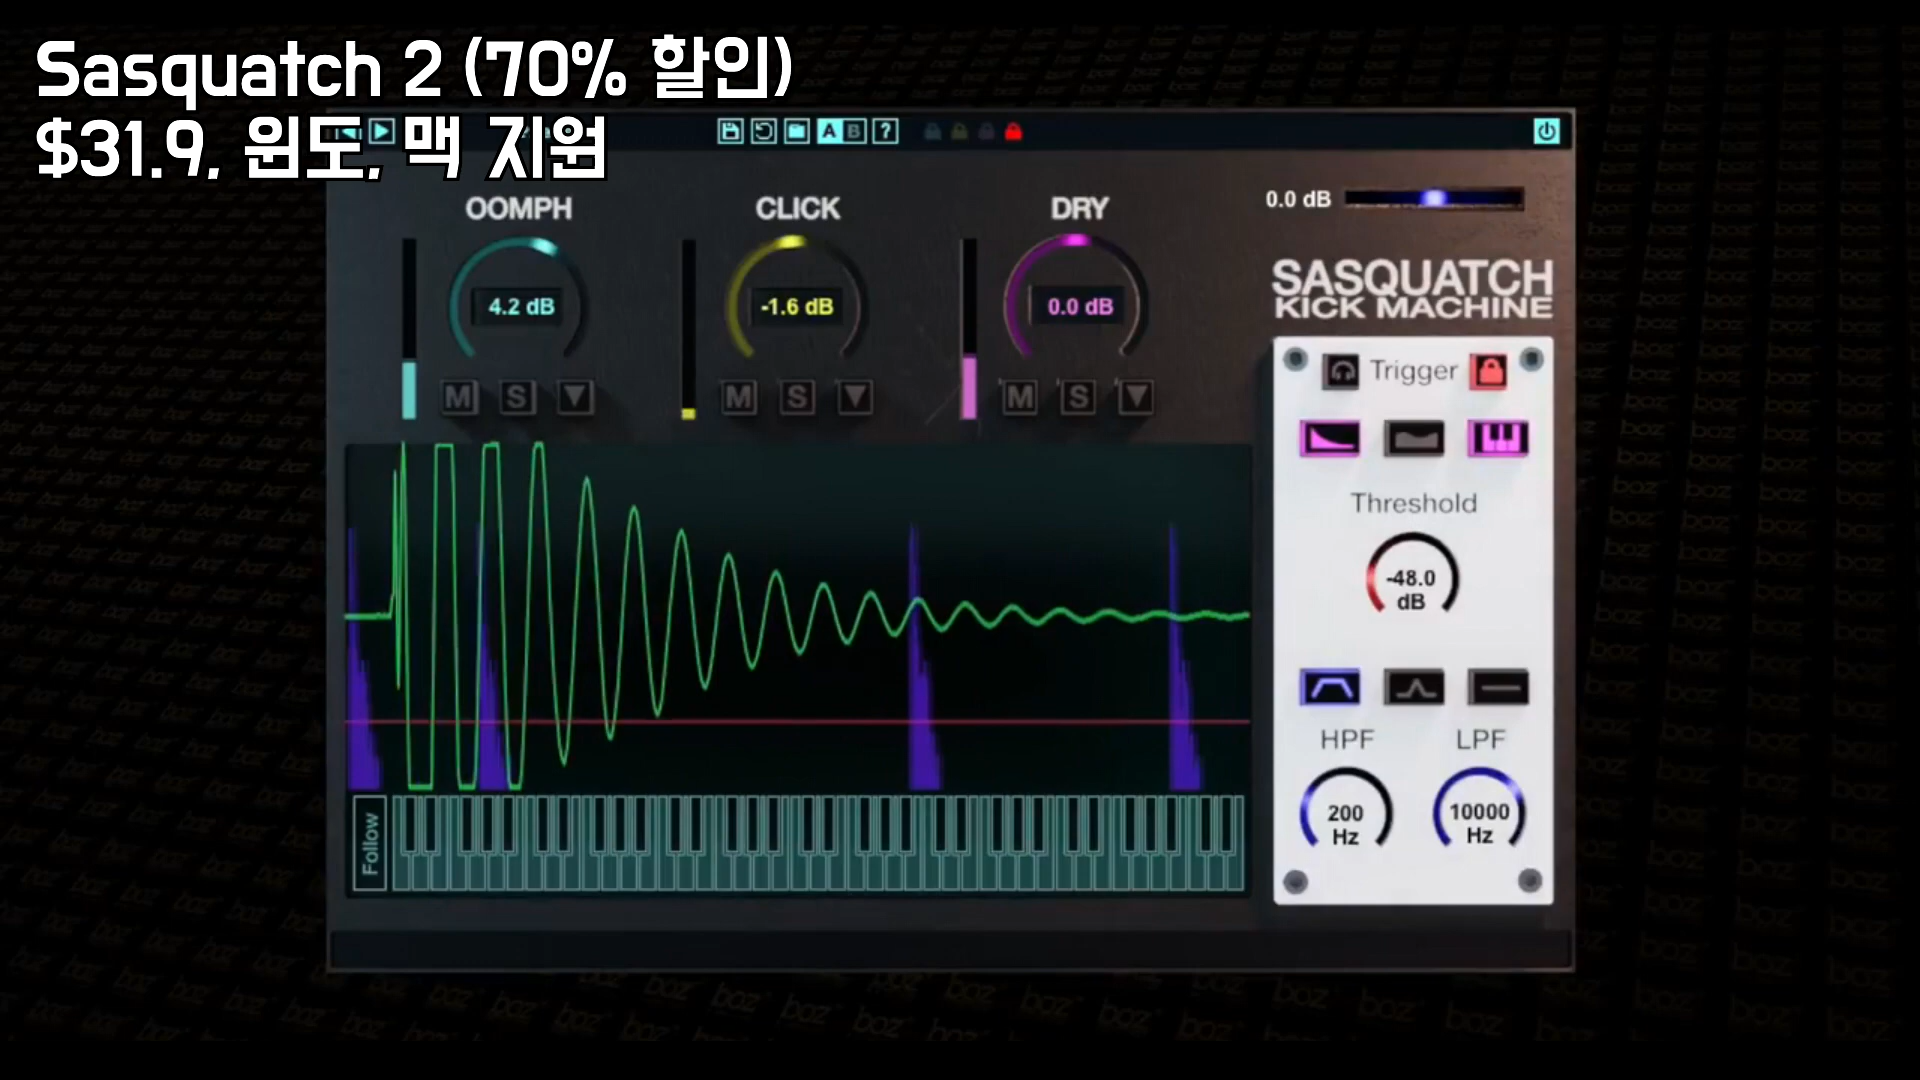 Sasquatch 2 (70% 할인)
$31.9, 윈도, 맥 지원
A B ?
OOMPH
CLICK
DRY
0.0 dB
4.2 dB
-1.6 dB
0.0 dB
SASQUATCH
KICK MACHINE
M S
M S
M S
Trigger
Threshold
-48.0
dB
HPF
LPF
200
Hz
10000
Hz
Follow
boz